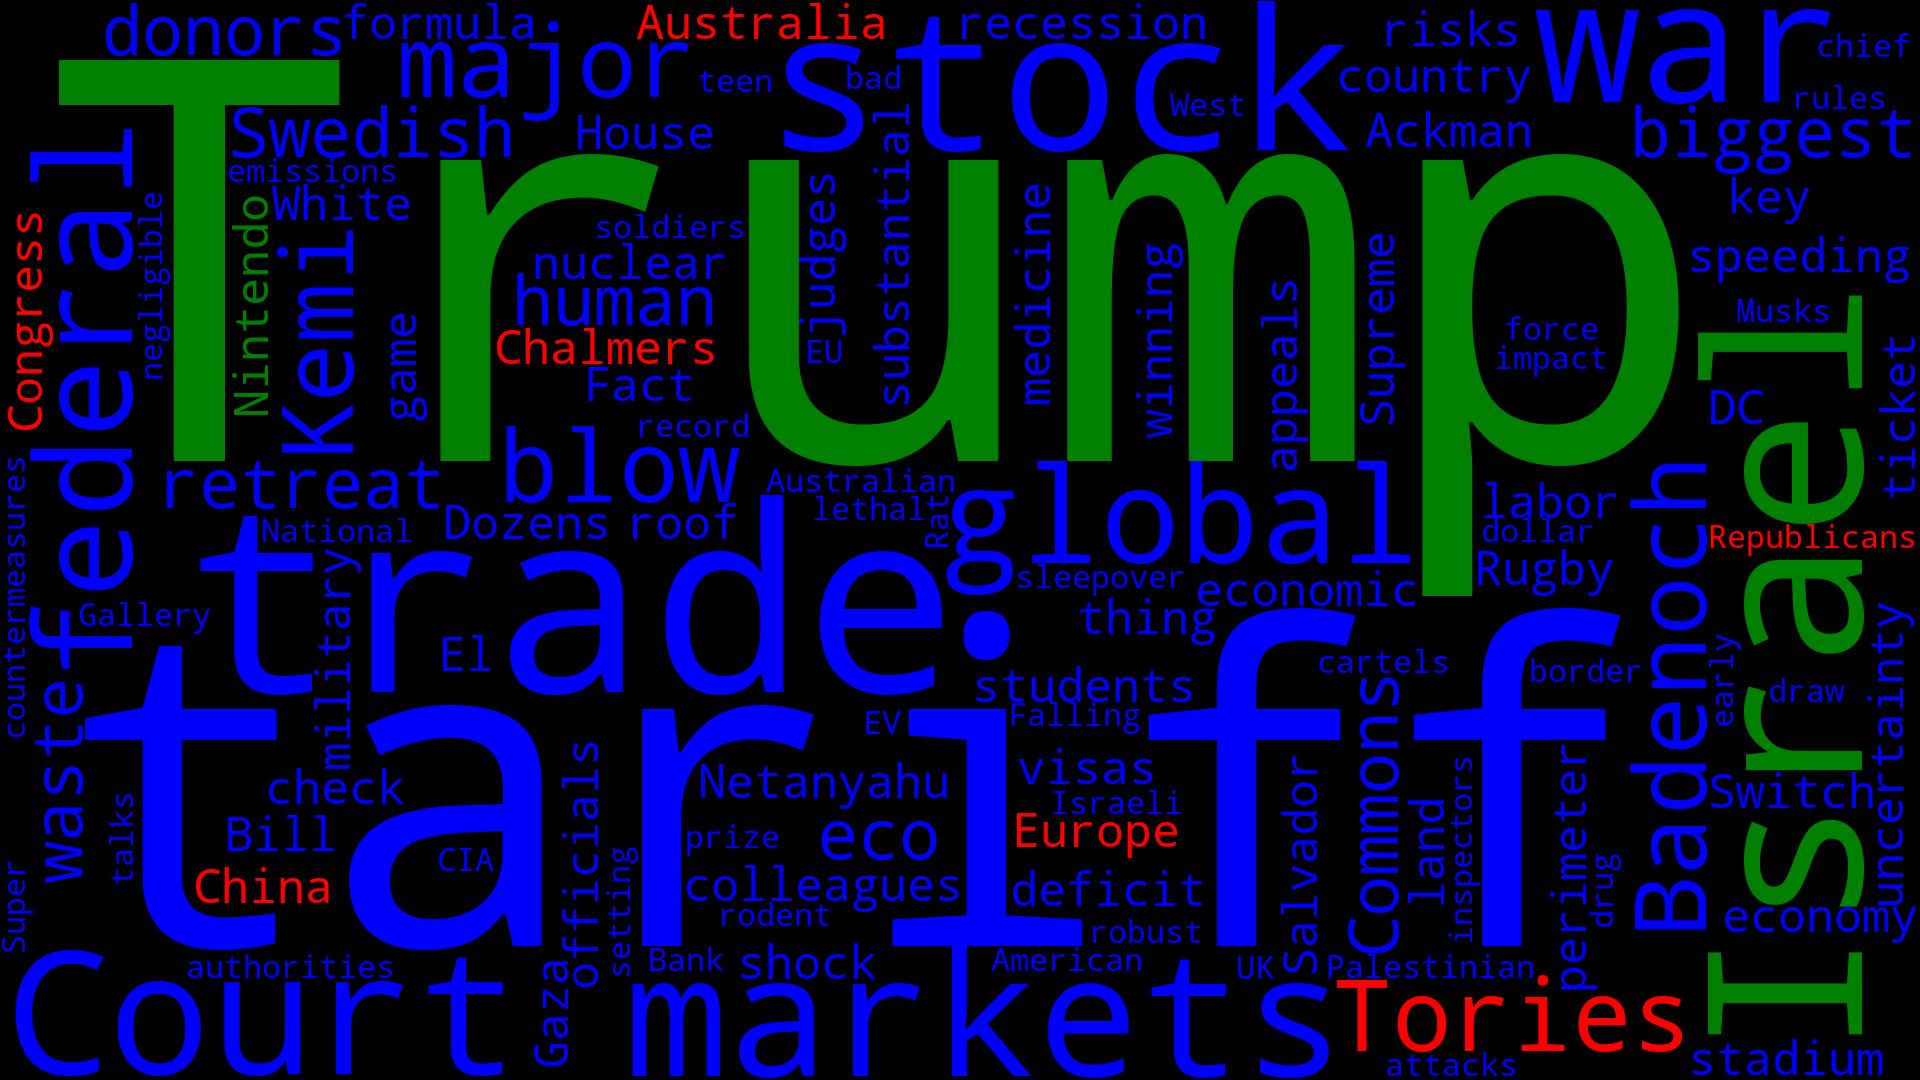 donors
formula
Australia
recession
risks
war
chief
major
teen
bad
stock
West
country
rules
Swedish
House
Ackman
biggest
Trump
emissions
White
key
Congress
federal
negligible
Nintendo
Kemi
game
soldiers
nuclear
human
Chalmers
Fact
judges
EU
substantial
medicine
winning
appeals
Supreme
force
impact
speeding
Musks
DC
ticket
record
blow
retreat
Australian
lethal
Rat
global
labor
dollar
Rugby
Badenoch
Israel
Republicans
National
Dozens
roof
trade
sleepover
economic
thing
countermeasures
Gallery
military
El
students
cartels
border
early
draw
uncertainty
wastef
tariff
EV
Falling
Commons
Netanyahu
visas
Israeli
Europe
Salvador
land
inspectors
perimeter
drug
Switch
check
Bill
China
CIA
talks
officials
setting
prize
eco
colleagues
rodent
deficit
robust
economy
Super
authorities
Court
Gaza
Bank
shock
American
UK
Palestinian
markets
Tories
attacks
stadium